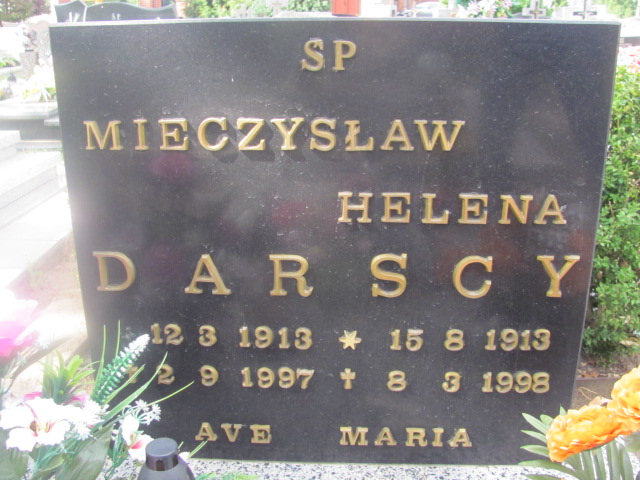 SP
MIECZYSŁAW
HELENA
DARSCY
12 3 1913 * 15 8 1913
2 9 1997 † 8 3 1998
AVE MARIA